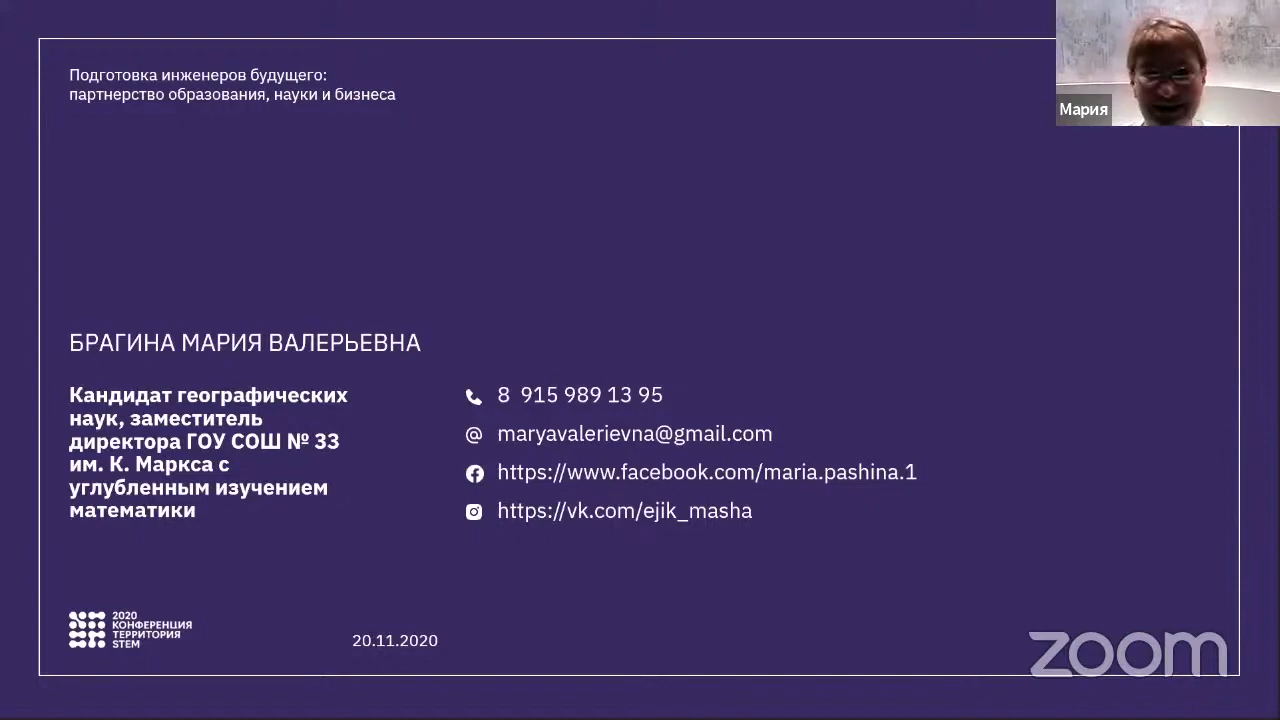 Подготовка инженеров будущего:
партнерство образования, науки и бизнеса
Мария
БРАГИНА МАРИЯ ВАЛЕРЬЕВНА
Кандидат географических
наук, заместитель
директора ГОУ СОШ № 33
им. К. Маркса с
углубленным изучением
математики
8 915 989 13 95
maryavalerievna@gmail.com
https://www.facebook.com/maria.pashina.1
https://vk.com/ejik_masha
2020
КОНФЕРЕНЦИЯ
ТЕРРИТОРИЯ
STEM
20.11.2020
zoom